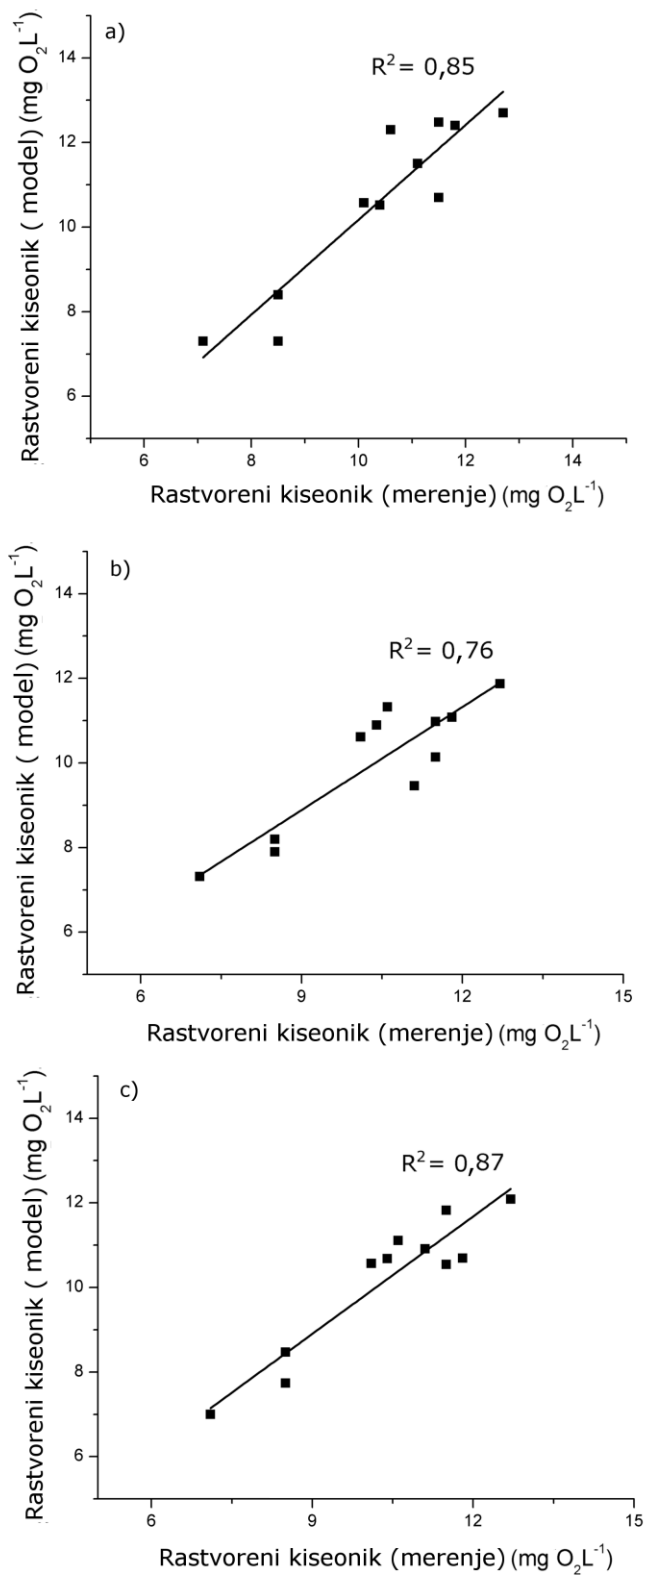 a)
R² = 0,85
Rastvoreni kiseonik ( model) (mg O₂L⁻¹)
14
12
10
8
6
6 8 10 12 14
Rastvoreni kiseonik (merenje) (mg O₂L⁻¹)
b)
R² = 0,76
Rastvoreni kiseonik ( model) (mg O₂L⁻¹)
14
12
10
8
6
6 9 12 15
Rastvoreni kiseonik (merenje) (mg O₂L⁻¹)
c)
R² = 0,87
Rastvoreni kiseonik ( model) (mg O₂L⁻¹)
14
12
10
8
6
6 9 12 15
Rastvoreni kiseonik (merenje) (mg O₂L⁻¹)